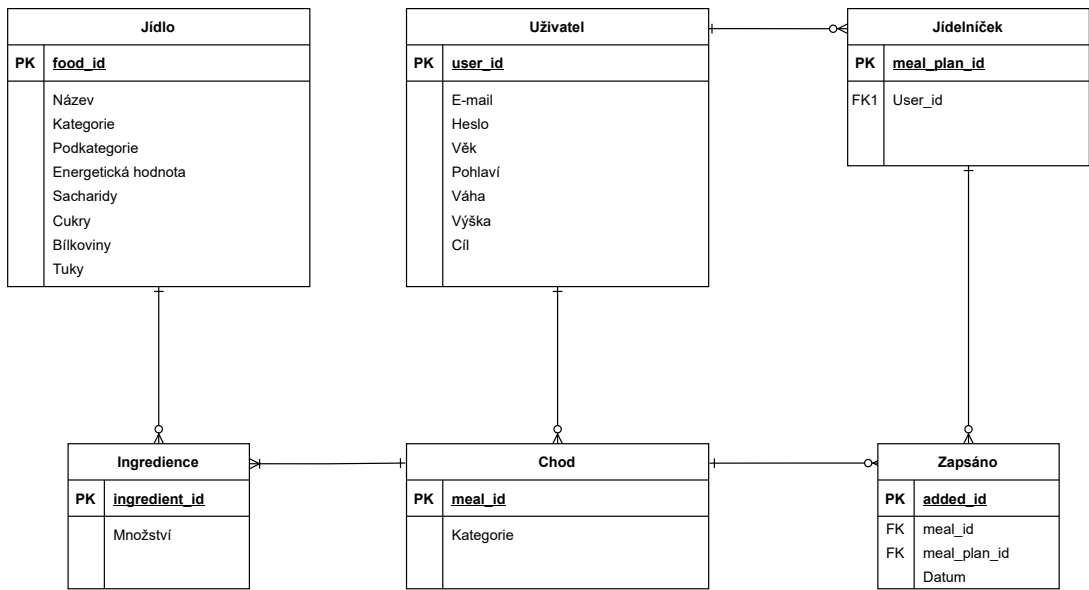 Jídlo
PK food_id
Název
Kategorie
Podkategorie
Energetická hodnota
Sacharidy
Cukry
Bílkoviny
Tuky
Uživatel
PK user_id
E-mail
Heslo
Věk
Pohlaví
Váha
Výška
Cíl
Jídelníček
PK meal_plan_id
FK1 User_id
Ingredience
PK ingredient_id
Množství
Chod
PK meal_id
Kategorie
Zapsáno
PK added_id
FK meal_id
FK meal_plan_id
Datum